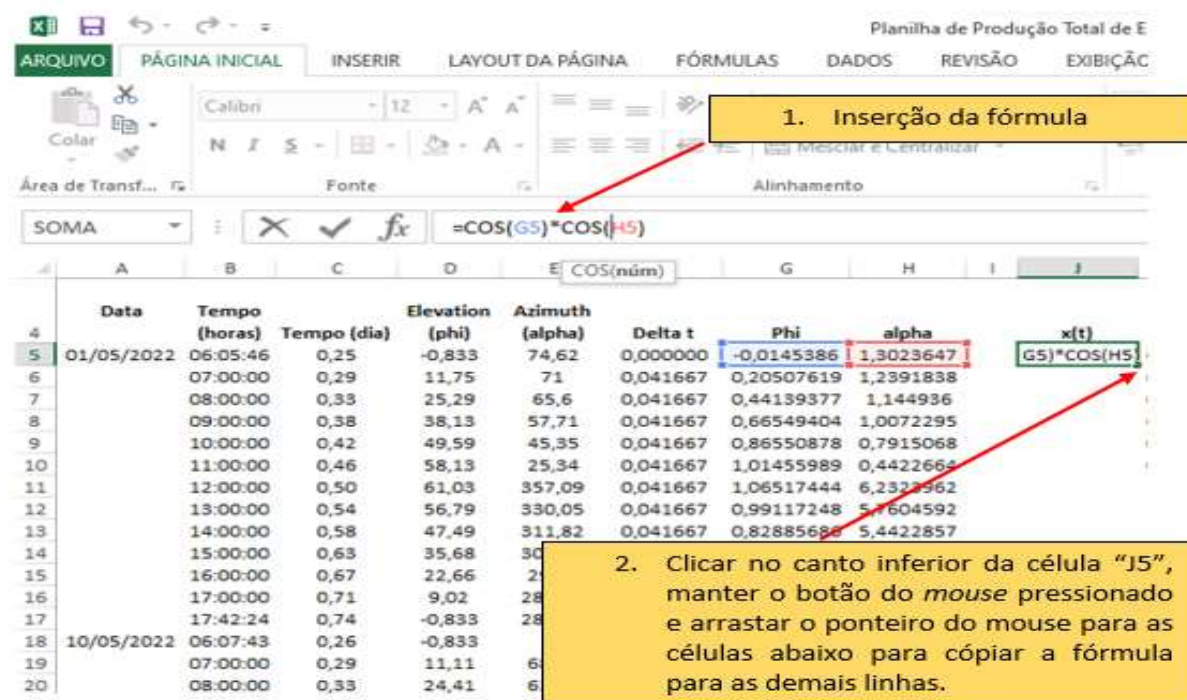 Planilha de Produção Total de E
ARQUIVO PÁGINA INICIAL INSERIR LAYOUT DA PÁGINA FÓRMULAS DADOS REVISÃO EXIBIÇÃC
Calibri 12
1. Inserção da fórmula
Colar
N I S
Mesclar e Centralizar
Área de Transf... Fonte Alinhamento
SOMA fx =COS(G5)*COS(H5)
COS(núm)
A B C D E G H I J
Data Tempo Elevation Azimuth
4 (horas) Tempo (dia) (phi) (alpha) Delta t Phi alpha x(t)
5 01/05/2022 06:05:46 0,25 -0,833 74,62 0,000000 -0,0145386 1,3023647 G5)*COS(H5
6 07:00:00 0,29 11,75 71 0,041667 0,20507619 1,2391838
7 08:00:00 0,33 25,29 65,6 0,041667 0,44139377 1,144936
8 09:00:00 0,38 38,13 57,71 0,041667 0,66549404 1,0072295
9 10:00:00 0,42 49,59 45,35 0,041667 0,86550878 0,7915068
10 11:00:00 0,46 58,13 25,34 0,041667 1,01455989 0,4422664
11 12:00:00 0,50 61,03 357,09 0,041667 1,06517444 6,2323962
12 13:00:00 0,54 56,79 330,05 0,041667 0,99117248 5,7604592
13 14:00:00 0,58 47,49 311,82 0,041667 0,82885686 5,4422857
14 15:00:00 0,63 35,68 30
15 16:00:00 0,67 22,66
16 17:00:00 0,71 9,02 28
17 17:42:24 0,74 -0,833 28
18 10/05/2022 06:07:43 0,26 -0,833
19 07:00:00 0,29 11,11
20 08:00:00 0,33 24,41
2. Clicar no canto inferior da célula “J5”,
manter o botão do mouse pressionado
e arrastar o ponteiro do mouse para as
células abaixo para cópiar a fórmula
para as demais linhas.